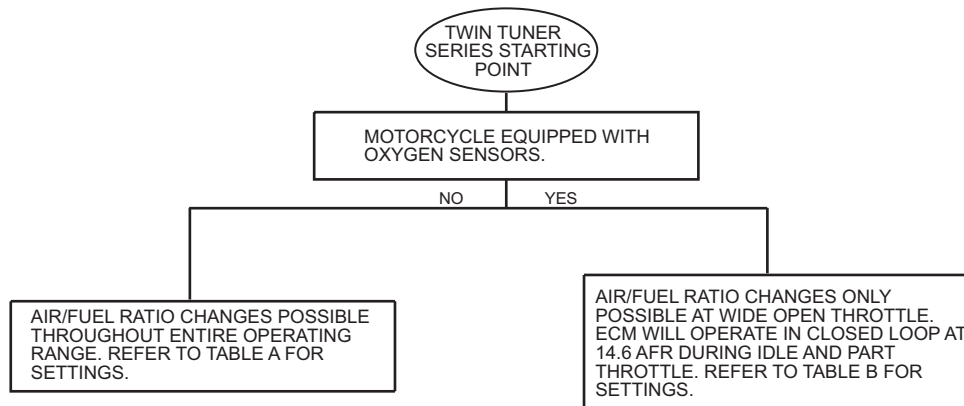 TWIN TUNER
SERIES STARTING
POINT
MOTORCYCLE EQUIPPED WITH
OXYGEN SENSORS.
NO
YES
AIR/FUEL RATIO CHANGES POSSIBLE
THROUGHOUT ENTIRE OPERATING
RANGE. REFER TO TABLE A FOR
SETTINGS.
AIR/FUEL RATIO CHANGES ONLY
POSSIBLE AT WIDE OPEN THROTTLE.
ECM WILL OPERATE IN CLOSED LOOP AT
14.6 AFR DURING IDLE AND PART
THROTTLE. REFER TO TABLE B FOR
SETTINGS.